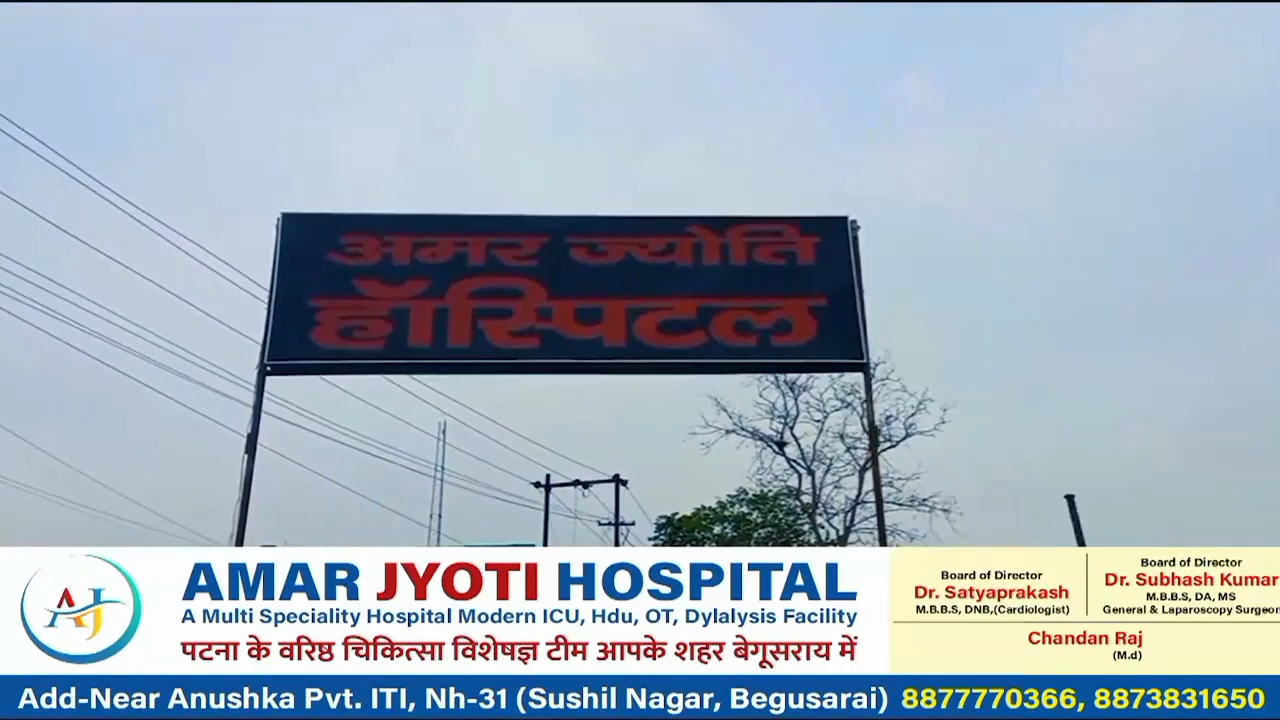 अमर ज्योति
हॉस्पिटल
AJ
AMAR JYOTI HOSPITAL
A Multi Speciality Hospital Modern ICU, Hdu, OT, Dylalysis Facility
पटना के वरिष्ठ चिकित्सा विशेषज्ञ टीम आपके शहर बेगूसराय में
Board of Director
Dr. Satyaprakash
M.B.B.S, DNB,(Cardiologist)
Board of Director
Dr. Subhash Kumar
M.B.B.S, DA, MS
General & Laparoscopy Surgeon
Chandan Raj
(M.d)
Add-Near Anushka Pvt. ITI, Nh-31 (Sushil Nagar, Begusarai) 8877770366, 8873831650